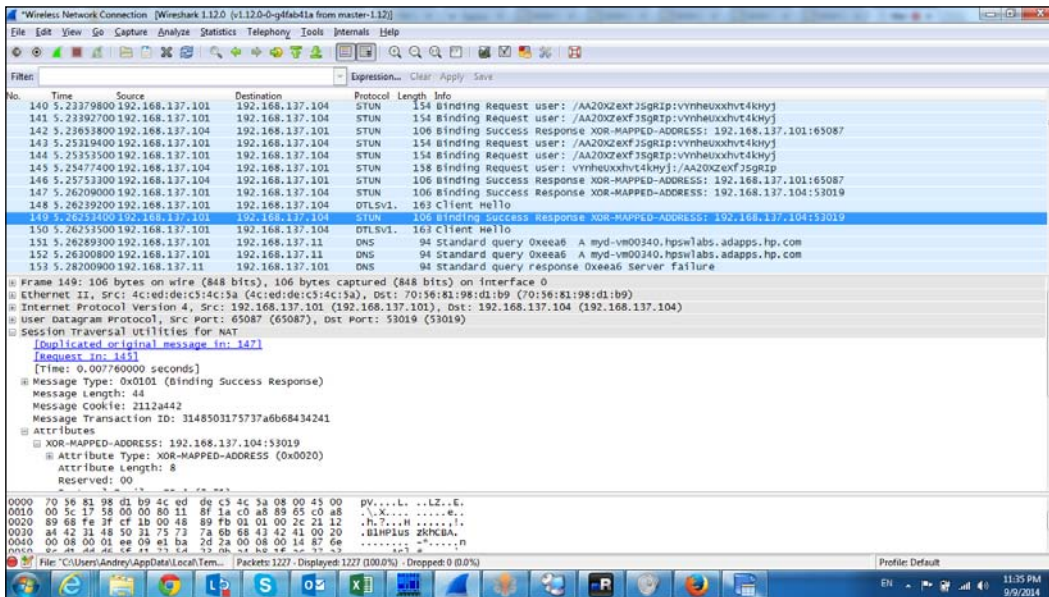 *Wireless Network Connection [Wireshark 1.12.0 (v1.12.0-0-g4fab41a from master-1.12)]
File Edit View Go Capture Analyze Statistics Telephony Tools Internals Help
Filter: Expression... Clear Apply Save
No. Time Source Destination Protocol Length Info
140 5.23379800 192.168.137.101 192.168.137.104 STUN 154 Binding Request user: /AA20XZeXfJSgRIp:vYnheUxxhvt4kHyj
141 5.23392700 192.168.137.101 192.168.137.104 STUN 154 Binding Request user: /AA20XZeXfJSgRIp:vYnheUxxhvt4kHyj
142 5.23653800 192.168.137.104 192.168.137.101 STUN 106 Binding Success Response XOR-MAPPED-ADDRESS: 192.168.137.101:65087
143 5.25319400 192.168.137.101 192.168.137.104 STUN 154 Binding Request user: /AA20XZeXfJSgRIp:vYnheUxxhvt4kHyj
144 5.25353500 192.168.137.101 192.168.137.104 STUN 154 Binding Request user: /AA20XZeXfJSgRIp:vYnheUxxhvt4kHyj
145 5.25477400 192.168.137.104 192.168.137.101 STUN 158 Binding Request user: vYnheUxxhvt4kHyj:/AA20XZeXfJSgRIp
146 5.25753300 192.168.137.104 192.168.137.101 STUN 106 Binding Success Response XOR-MAPPED-ADDRESS: 192.168.137.101:65087
147 5.26209000 192.168.137.101 192.168.137.104 STUN 106 Binding Success Response XOR-MAPPED-ADDRESS: 192.168.137.104:53019
148 5.26239200 192.168.137.101 192.168.137.104 DTLSv1. 163 Client Hello
149 5.26253400 192.168.137.101 192.168.137.104 STUN 106 Binding Success Response XOR-MAPPED-ADDRESS: 192.168.137.104:53019
150 5.26253500 192.168.137.101 192.168.137.104 DTLSv1. 163 Client Hello
151 5.26289300 192.168.137.101 192.168.137.11 DNS 94 Standard query 0xeea6 A myd-vm00340.hpswlabs.adapps.hp.com
152 5.26300800 192.168.137.101 192.168.137.11 DNS 94 Standard query 0xeea6 A myd-vm00340.hpswlabs.adapps.hp.com
153 5.28200900 192.168.137.11 192.168.137.101 DNS 94 Standard query response 0xeea6 Server failure
Frame 149: 106 bytes on wire (848 bits), 106 bytes captured (848 bits) on interface 0
Ethernet II, Src: 4c:ed:de:c5:4c:5a (4c:ed:de:c5:4c:5a), Dst: 70:56:81:98:d1:b9 (70:56:81:98:d1:b9)
Internet Protocol Version 4, Src: 192.168.137.101 (192.168.137.101), Dst: 192.168.137.104 (192.168.137.104)
User Datagram Protocol, Src Port: 65087 (65087), Dst Port: 53019 (53019)
Session Traversal Utilities for NAT
[Duplicated original message in: 147]
[Request In: 145]
[Time: 0.007760000 seconds]
Message Type: 0x0101 (Binding Success Response)
Message Length: 44
Message Cookie: 2112a442
Message Transaction ID: 3148503175737a6b68434241
Attributes
XOR-MAPPED-ADDRESS: 192.168.137.104:53019
Attribute Type: XOR-MAPPED-ADDRESS (0x0020)
Attribute Length: 8
Reserved: 00
0000 70 56 81 98 d1 b9 4c ed de c5 4c 5a 08 00 45 00 pV....L. ..LZ..E.
0010 00 5c 17 58 00 00 80 11 8f 1a c0 a8 89 65 c0 a8 .\.X.... .....e..
0020 89 68 fe 3f cf 1b 00 48 89 fb 01 01 00 2c 21 12 .h.?...H .....,!.
0030 a4 42 31 48 50 31 75 73 7a 6b 68 43 42 41 00 20 .B1HP1us zkhCBA.
0040 00 08 00 01 ee 09 e1 ba 2d 2a 00 08 00 14 87 6e ........ -*.....n
File: "C:\Users\Andrey\AppData\Local\Tem... Packets: 1227 · Displayed: 1227 (100.0%) · Dropped: 0 (0.0%) Profile: Default
EN 11:35 PM
9/9/2014